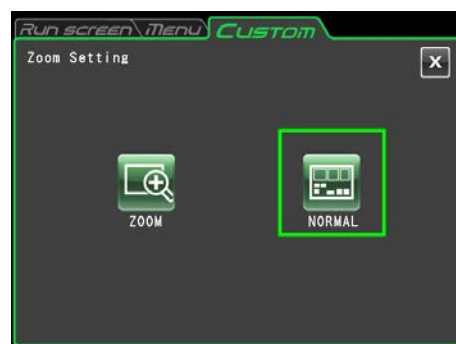 Run screen Menu Custom
Zoom Setting
X
ZOOM NORMAL